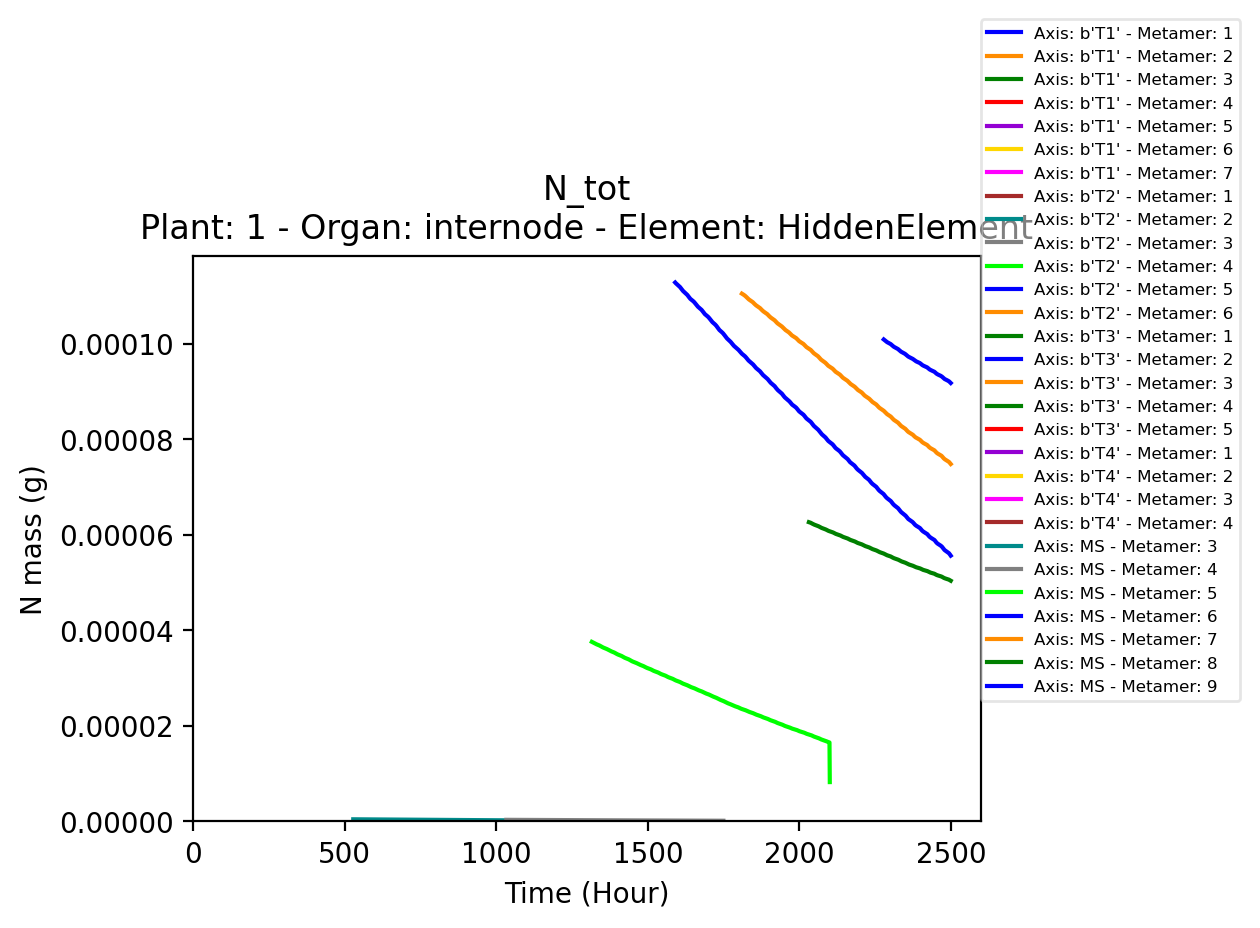 N_tot
Plant: 1 - Organ: internode - Element: HiddenElement
N mass (g)
0.00010
0.00008
0.00006
0.00004
0.00002
0.00000
0 500 1000 1500 2000 2500
Time (Hour)
Axis: b'T1' - Metamer: 1
Axis: b'T1' - Metamer: 2
Axis: b'T1' - Metamer: 3
Axis: b'T1' - Metamer: 4
Axis: b'T1' - Metamer: 5
Axis: b'T1' - Metamer: 6
Axis: b'T1' - Metamer: 7
Axis: b'T2' - Metamer: 1
Axis: b'T2' - Metamer: 2
Axis: b'T2' - Metamer: 3
Axis: b'T2' - Metamer: 4
Axis: b'T2' - Metamer: 5
Axis: b'T2' - Metamer: 6
Axis: b'T3' - Metamer: 1
Axis: b'T3' - Metamer: 2
Axis: b'T3' - Metamer: 3
Axis: b'T3' - Metamer: 4
Axis: b'T3' - Metamer: 5
Axis: b'T4' - Metamer: 1
Axis: b'T4' - Metamer: 2
Axis: b'T4' - Metamer: 3
Axis: b'T4' - Metamer: 4
Axis: MS - Metamer: 3
Axis: MS - Metamer: 4
Axis: MS - Metamer: 5
Axis: MS - Metamer: 6
Axis: MS - Metamer: 7
Axis: MS - Metamer: 8
Axis: MS - Metamer: 9